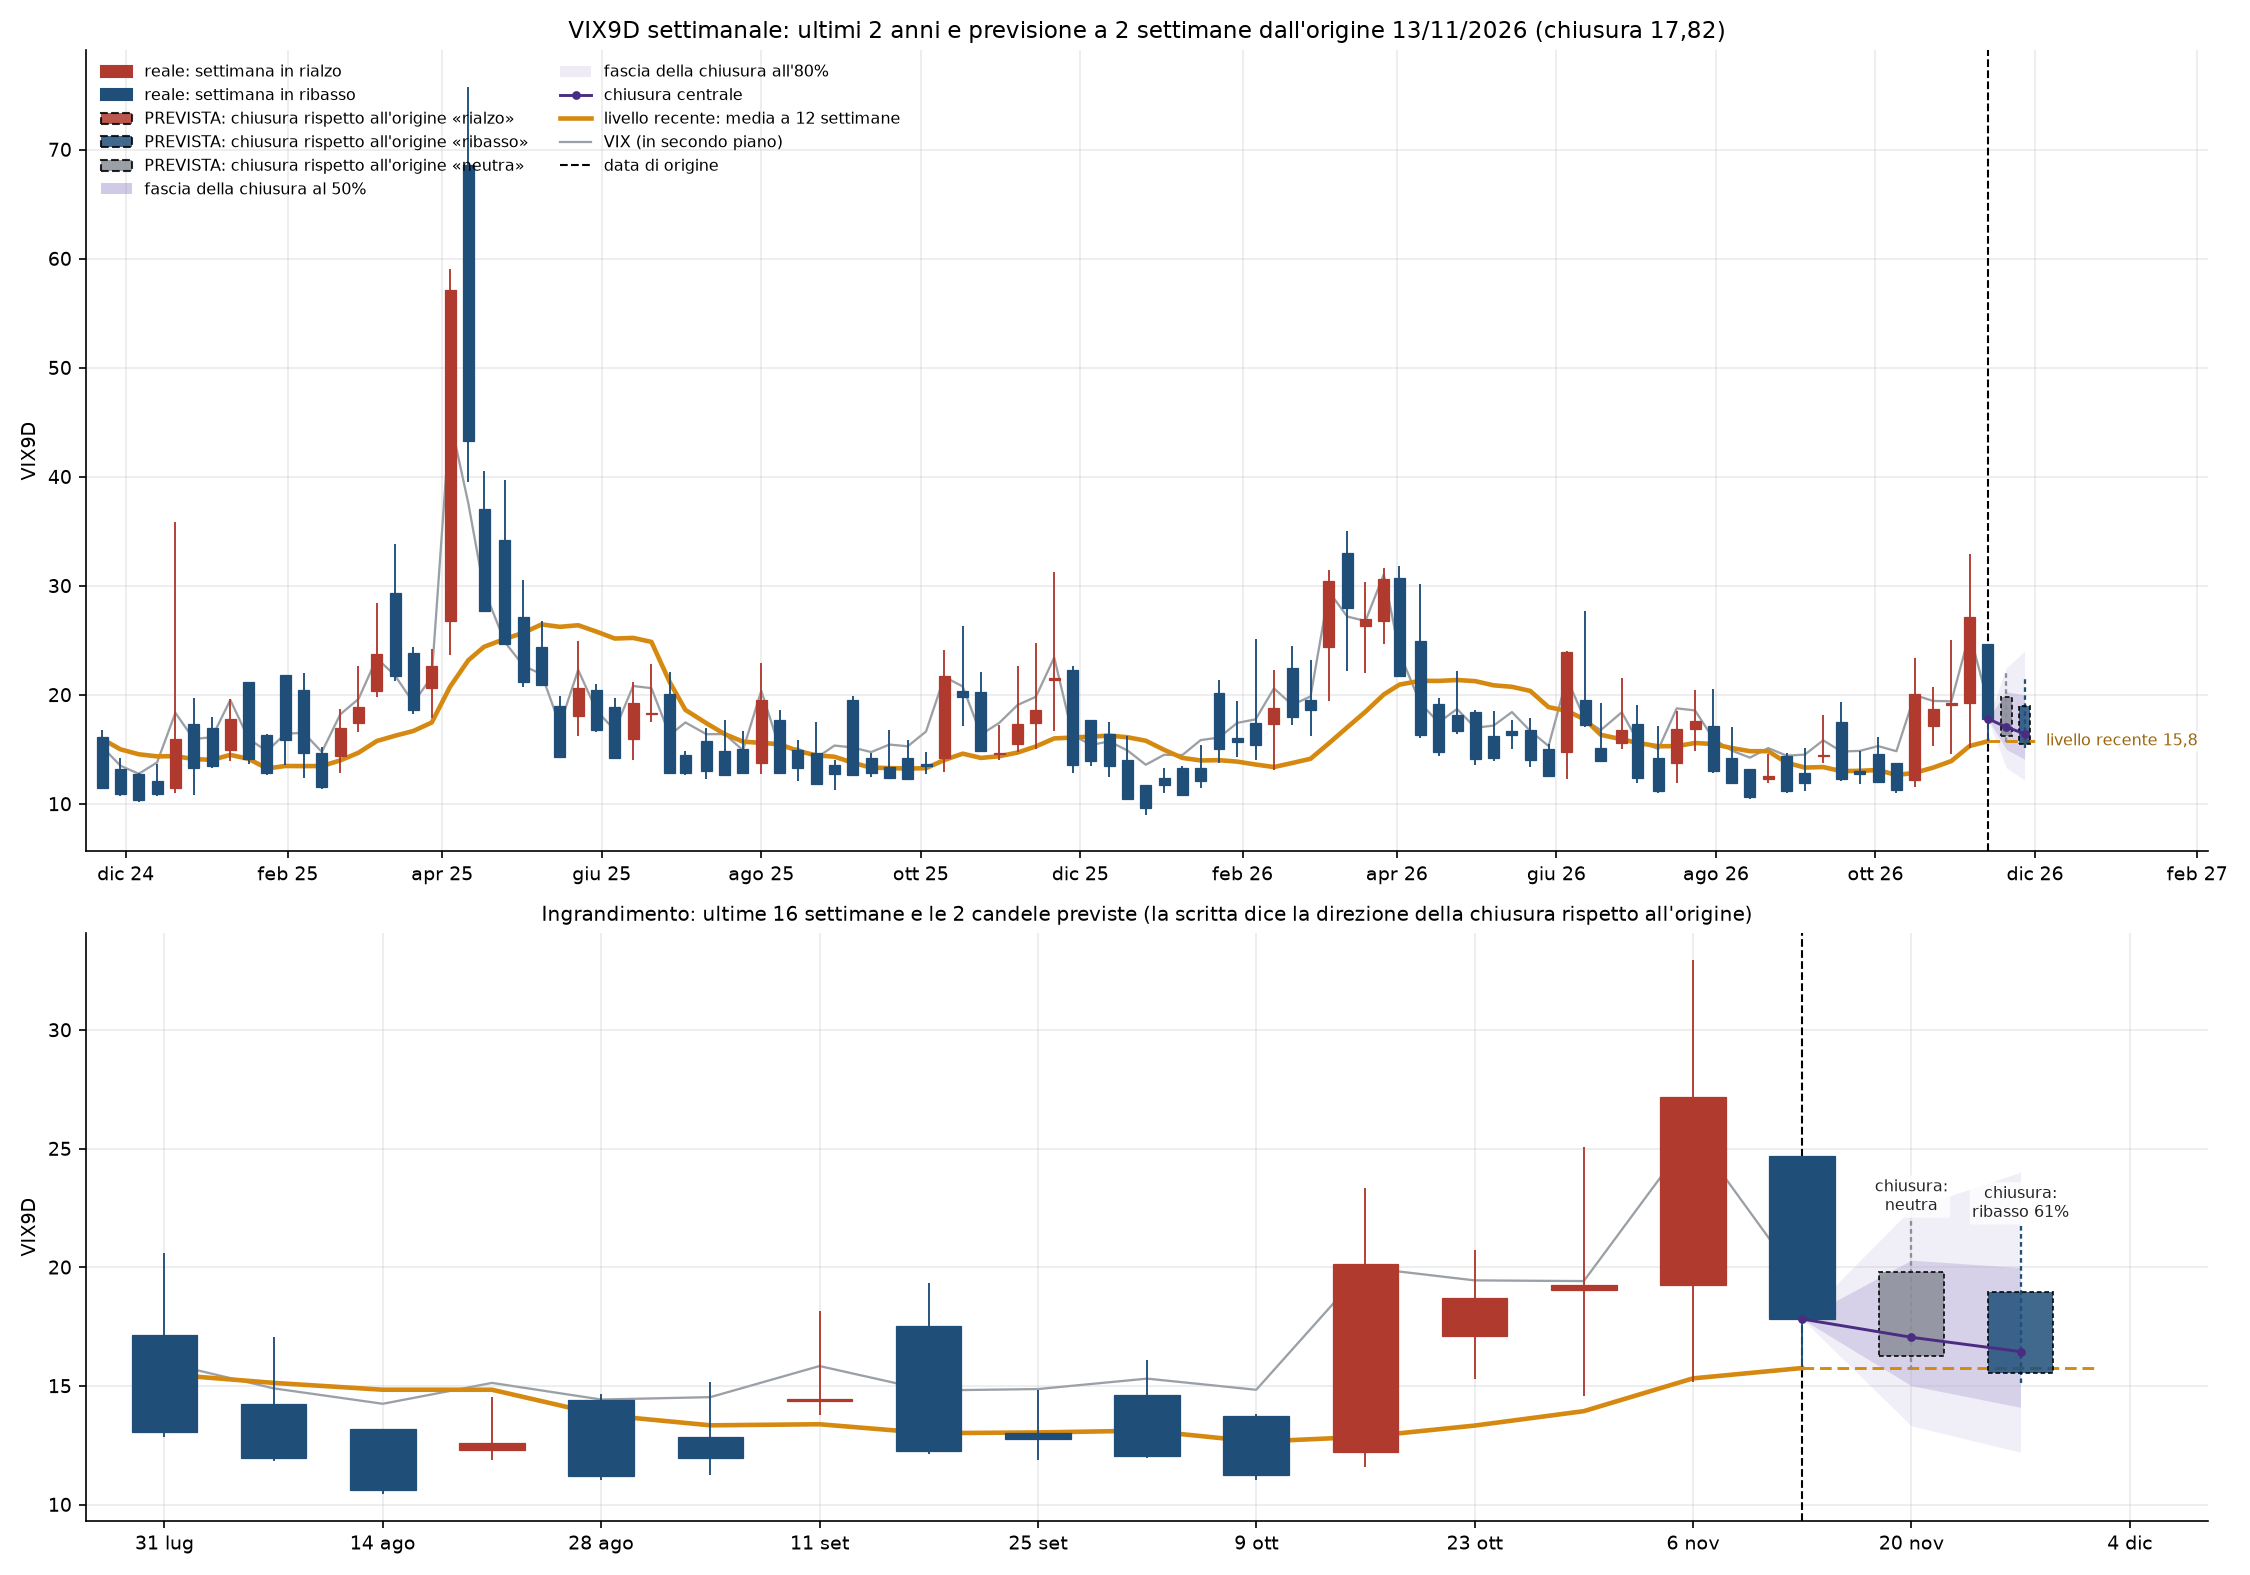 VIX9D settimanale: ultimi 2 anni e previsione a 2 settimane dall'origine 13/11/2026 (chiusura 17,82)
reale: settimana in rialzo
reale: settimana in ribasso
PREVISTA: chiusura rispetto all'origine «rialzo»
PREVISTA: chiusura rispetto all'origine «ribasso»
PREVISTA: chiusura rispetto all'origine «neutra»
fascia della chiusura al 50%
fascia della chiusura all'80%
chiusura centrale
livello recente: media a 12 settimane
VIX (in secondo piano)
data di origine
VIX9D
70
60
50
40
30
20
10
livello recente 15,8
dic 24
feb 25
apr 25
giu 25
ago 25
ott 25
dic 25
feb 26
apr 26
giu 26
ago 26
ott 26
dic 26
feb 27
Ingrandimento: ultime 16 settimane e le 2 candele previste (la scritta dice la direzione della chiusura rispetto all'origine)
VIX9D
30
25
20
15
10
chiusura:
neutra
chiusura:
ribasso 61%
31 lug
14 ago
28 ago
11 set
25 set
9 ott
23 ott
6 nov
20 nov
4 dic